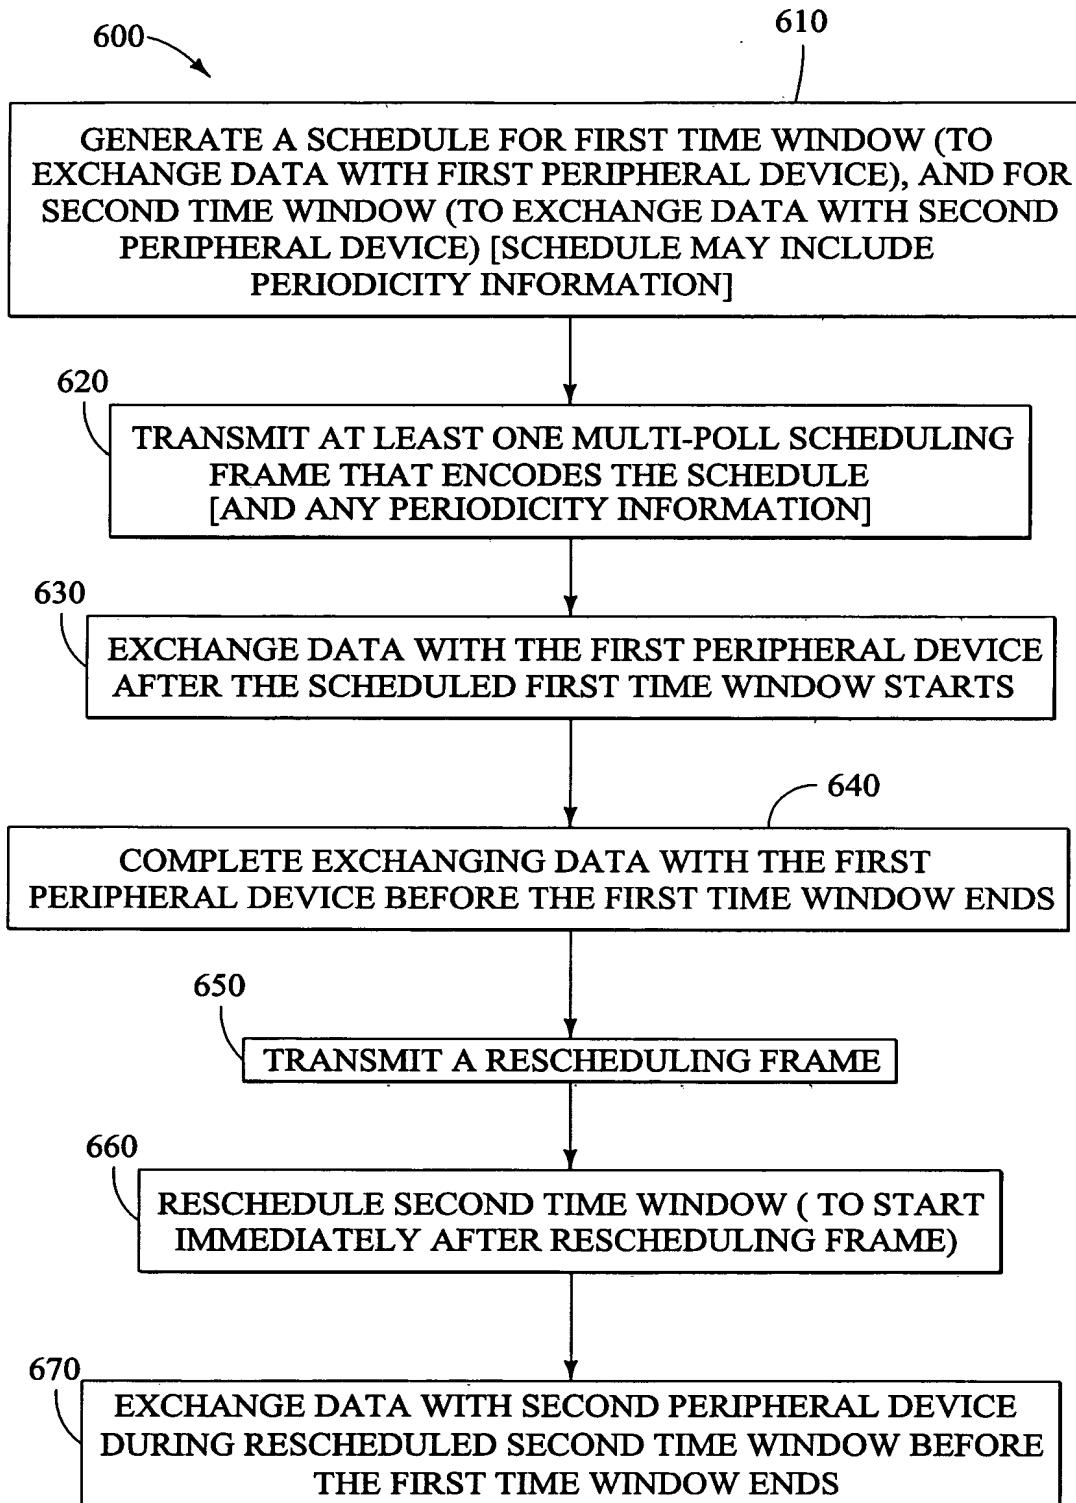 600
610
GENERATE A SCHEDULE FOR FIRST TIME WINDOW (TO
EXCHANGE DATA WITH FIRST PERIPHERAL DEVICE), AND FOR
SECOND TIME WINDOW (TO EXCHANGE DATA WITH SECOND
PERIPHERAL DEVICE) [SCHEDULE MAY INCLUDE
PERIODICITY INFORMATION]
620
TRANSMIT AT LEAST ONE MULTI-POLL SCHEDULING
FRAME THAT ENCODES THE SCHEDULE
[AND ANY PERIODICITY INFORMATION]
630
EXCHANGE DATA WITH THE FIRST PERIPHERAL DEVICE
AFTER THE SCHEDULED FIRST TIME WINDOW STARTS
640
COMPLETE EXCHANGING DATA WITH THE FIRST
PERIPHERAL DEVICE BEFORE THE FIRST TIME WINDOW ENDS
650
TRANSMIT A RESCHEDULING FRAME
660
RESCHEDULE SECOND TIME WINDOW ( TO START
IMMEDIATELY AFTER RESCHEDULING FRAME)
670
EXCHANGE DATA WITH SECOND PERIPHERAL DEVICE
DURING RESCHEDULED SECOND TIME WINDOW BEFORE
THE FIRST TIME WINDOW ENDS